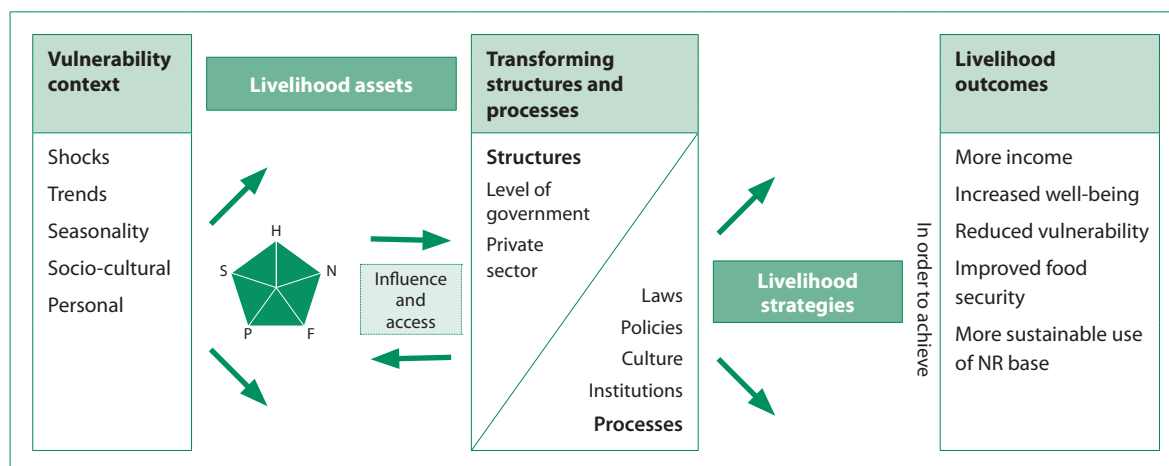 Vulnerability
context
Shocks
Trends
Seasonality
Socio-cultural
Personal
Livelihood assets
H
S
N
P
F
Influence
and
access
Transforming
structures and
processes
Structures
Level of
government
Private
sector
Laws
Policies
Culture
Institutions
Processes
Livelihood
strategies
In order to achieve
Livelihood
outcomes
More income
Increased well-being
Reduced vulnerability
Improved food
security
More sustainable use
of NR base